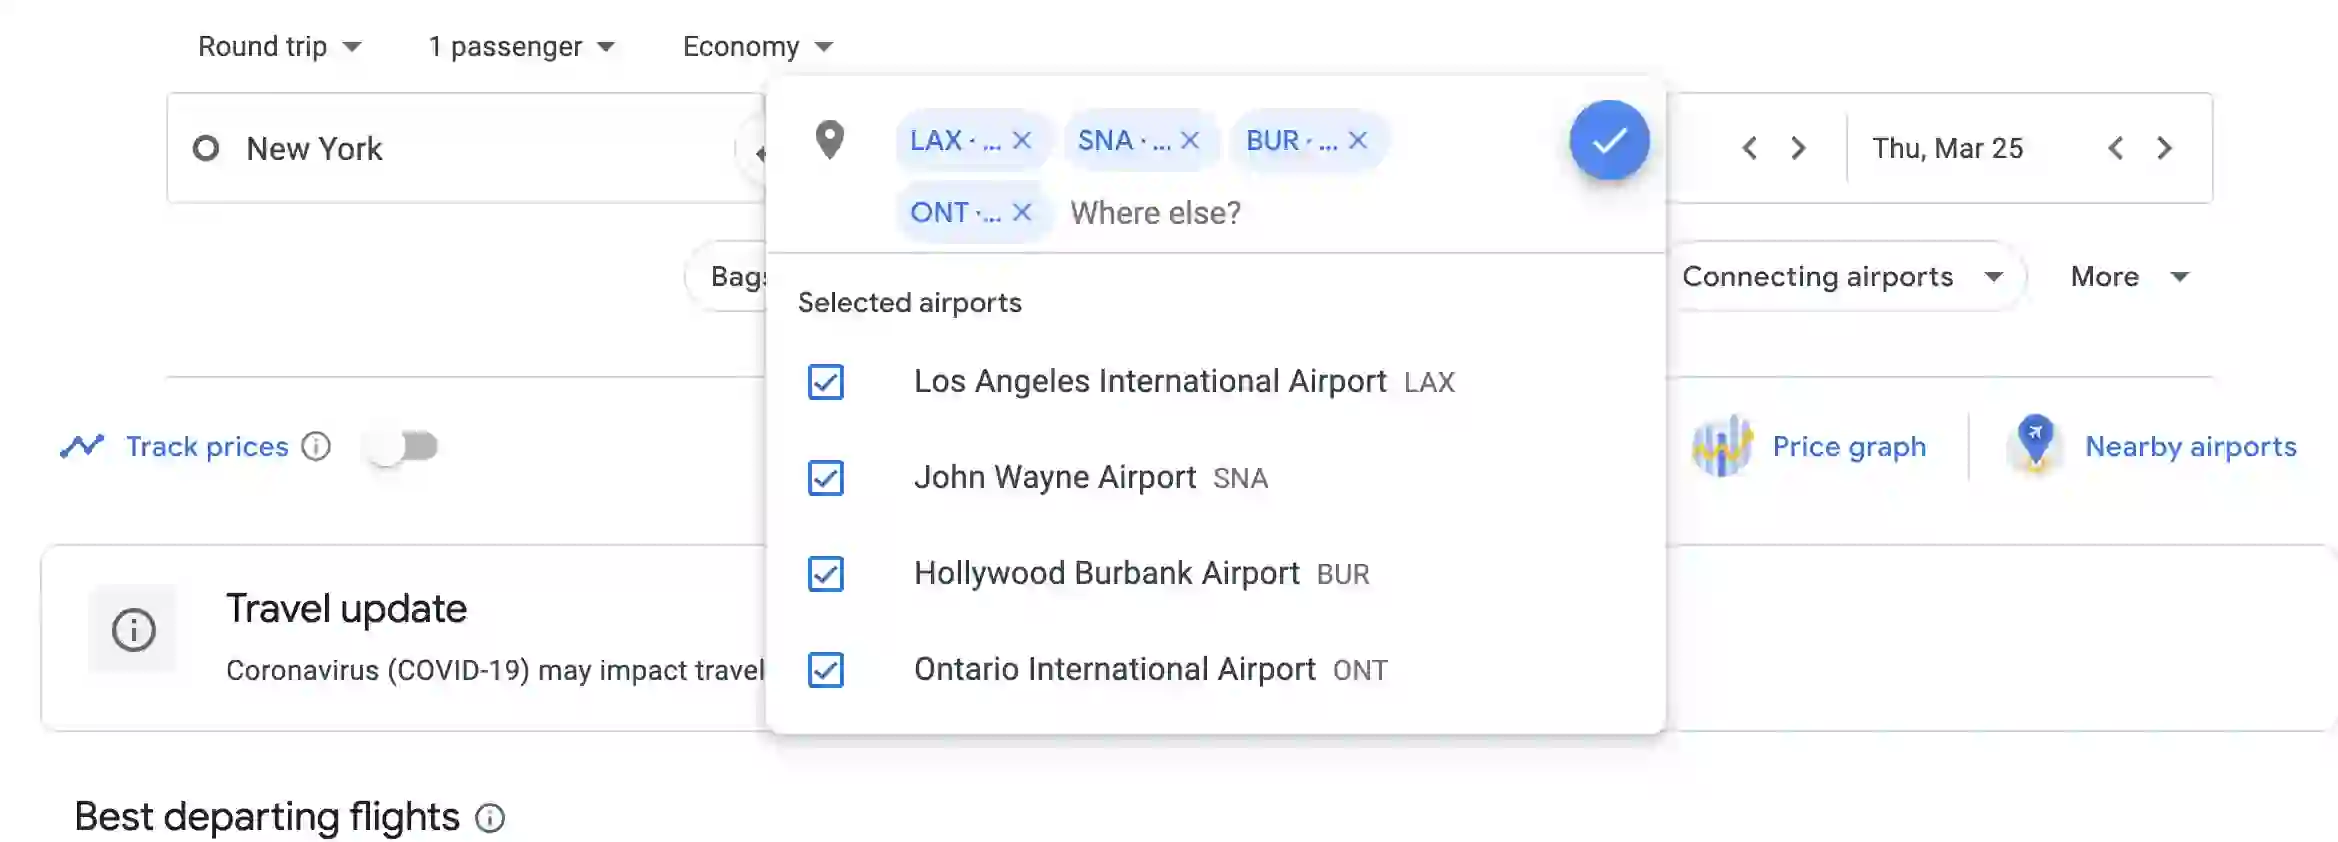 Round trip 1 passenger Economy
New York
LAX · ... SNA · ... BUR · ...
ONT · ... Where else?
Thu, Mar 25
Bags
Connecting airports More
Selected airports
Los Angeles International Airport LAX
John Wayne Airport SNA
Hollywood Burbank Airport BUR
Ontario International Airport ONT
Track prices
Price graph Nearby airports
Travel update
Coronavirus (COVID-19) may impact travel
Best departing flights